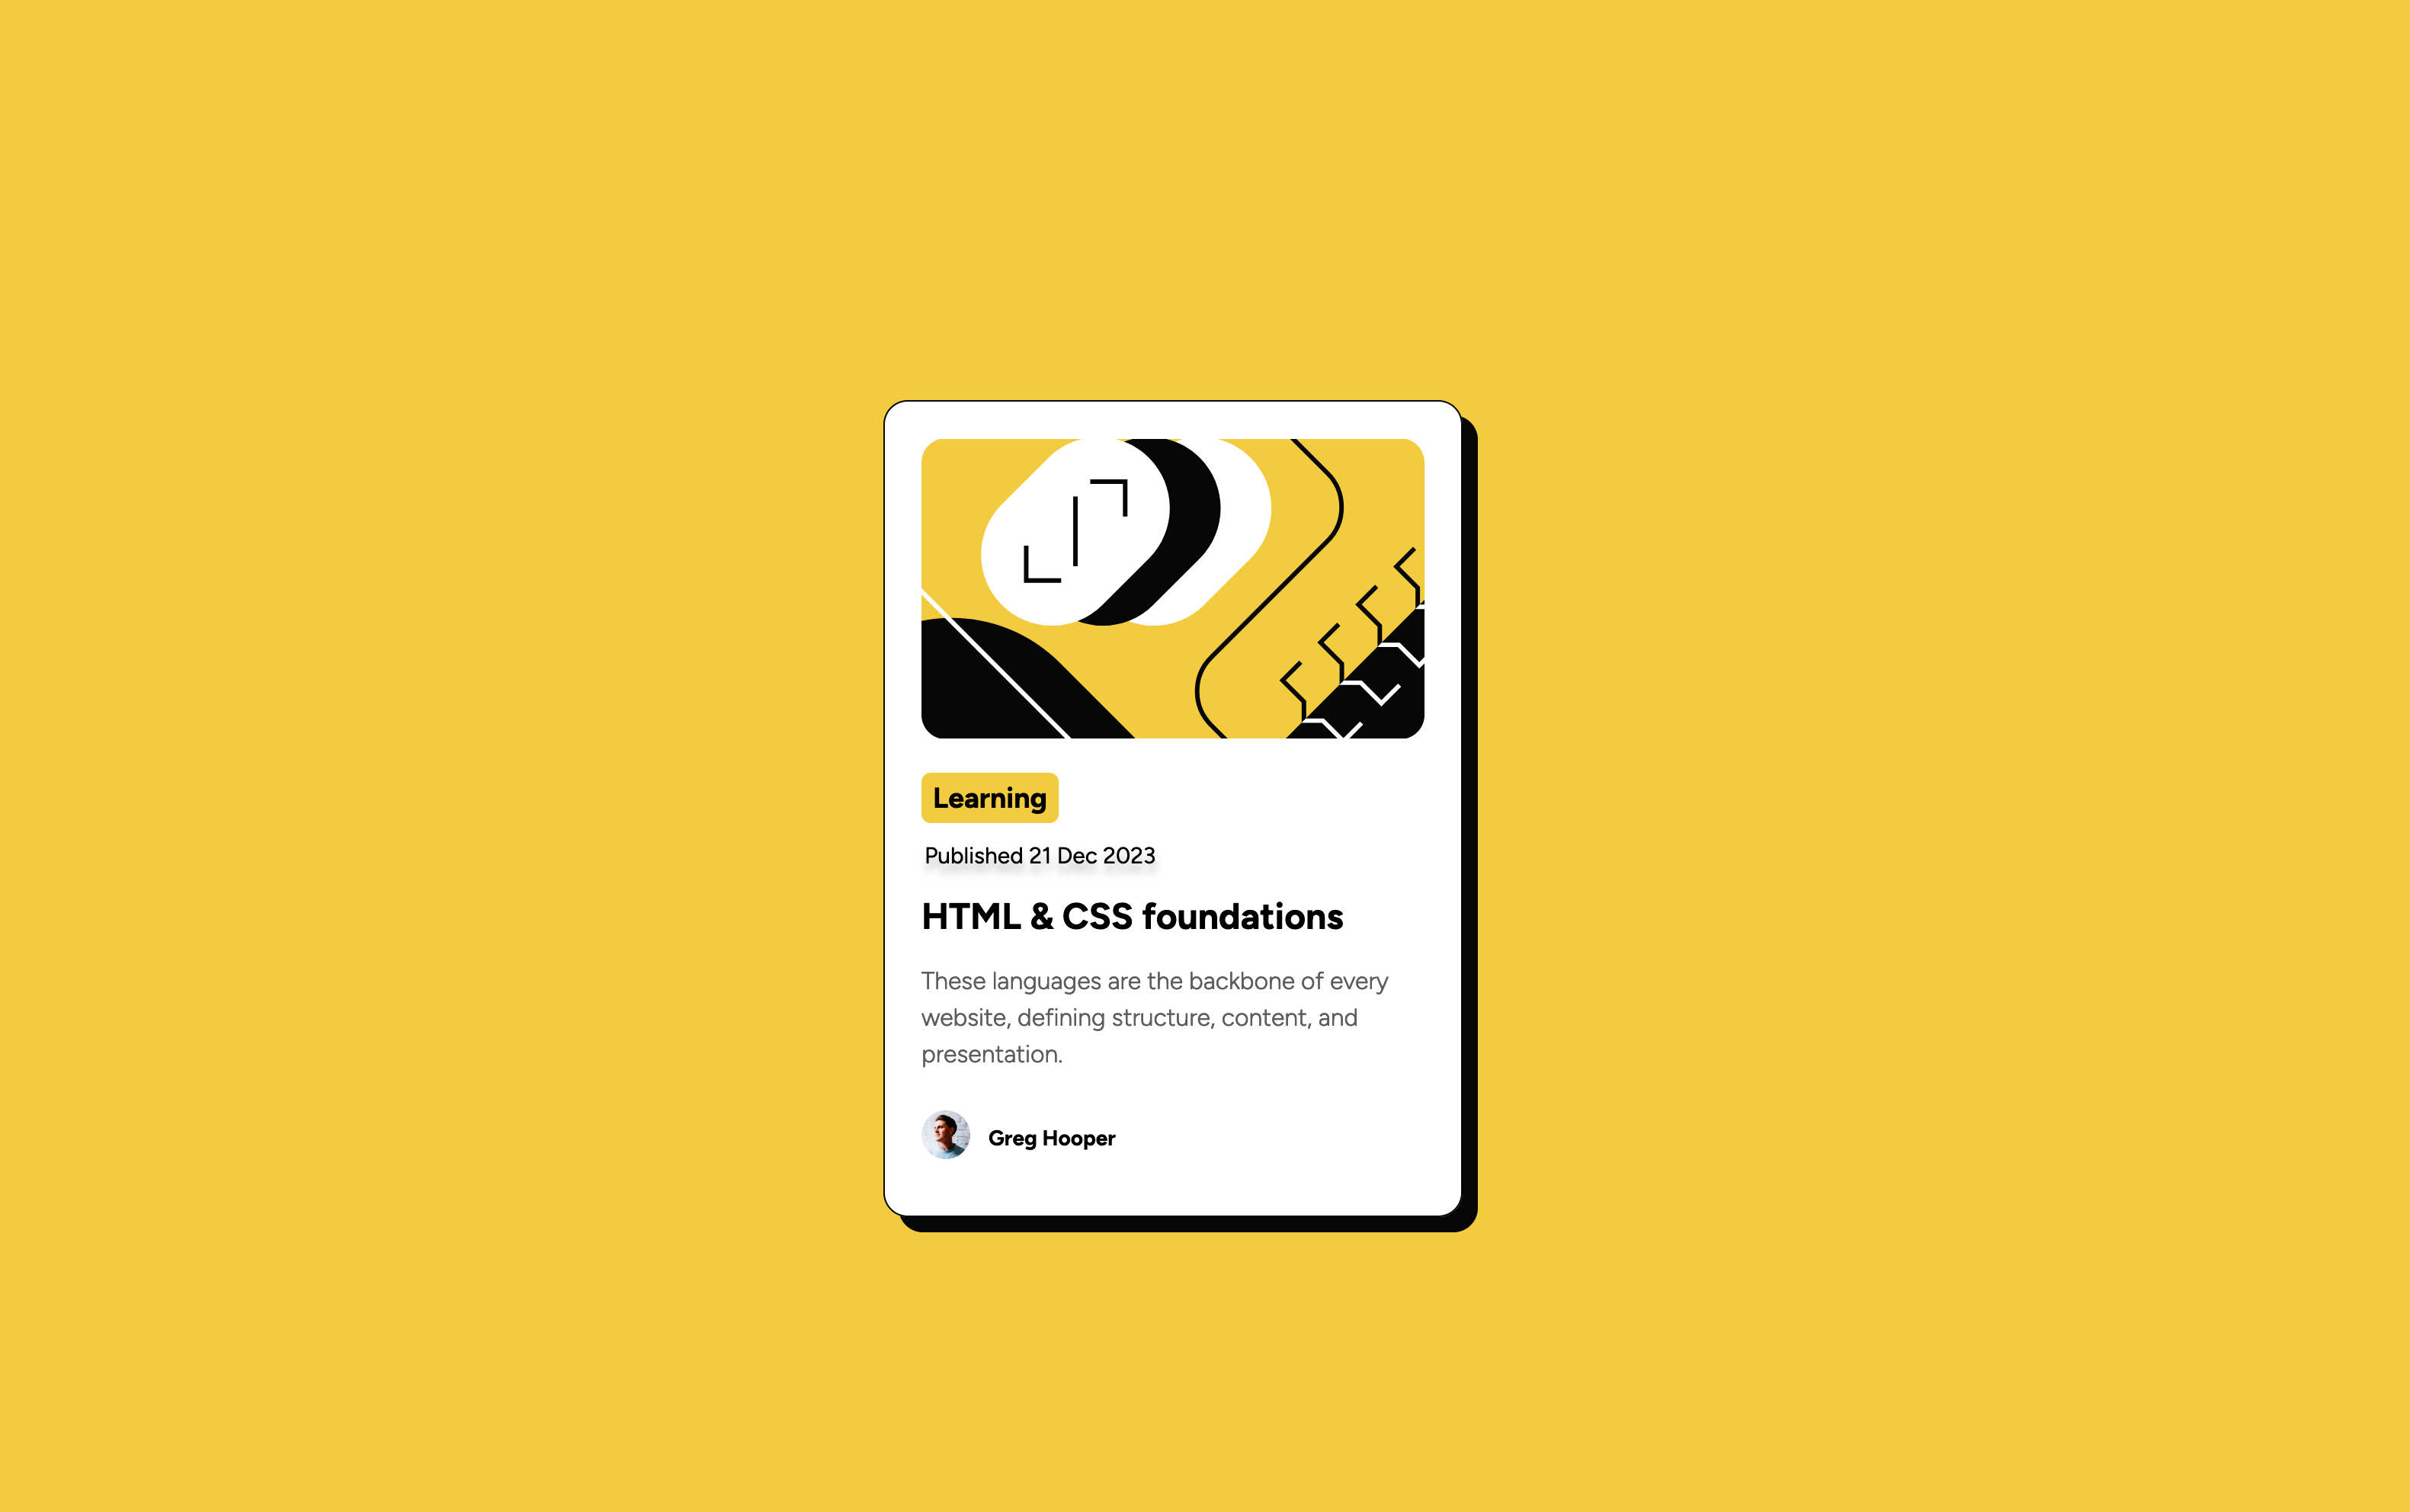 Learning
Published 21 Dec 2023
HTML & CSS foundations
These languages are the backbone of every
website, defining structure, content, and
presentation.
Greg Hooper